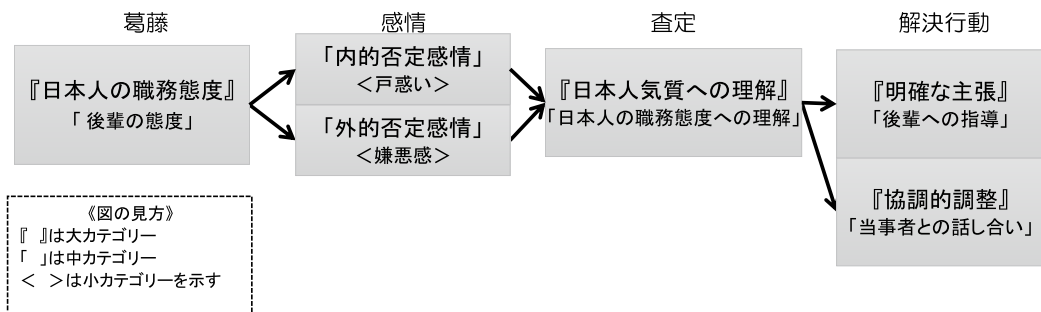 葛藤
感情
査定
解決行動
『日本人の職務態度』
「後輩の態度」
「内的否定感情」
＜戸惑い＞
「外的否定感情」
＜嫌悪感＞
『日本人気質への理解』
「日本人の職務態度への理解」
『明確な主張』
「後輩への指導」
『協調的調整』
「当事者との話し合い」
《図の見方》
『　』は大カテゴリー
「　」は中カテゴリー
＜　＞は小カテゴリーを示す